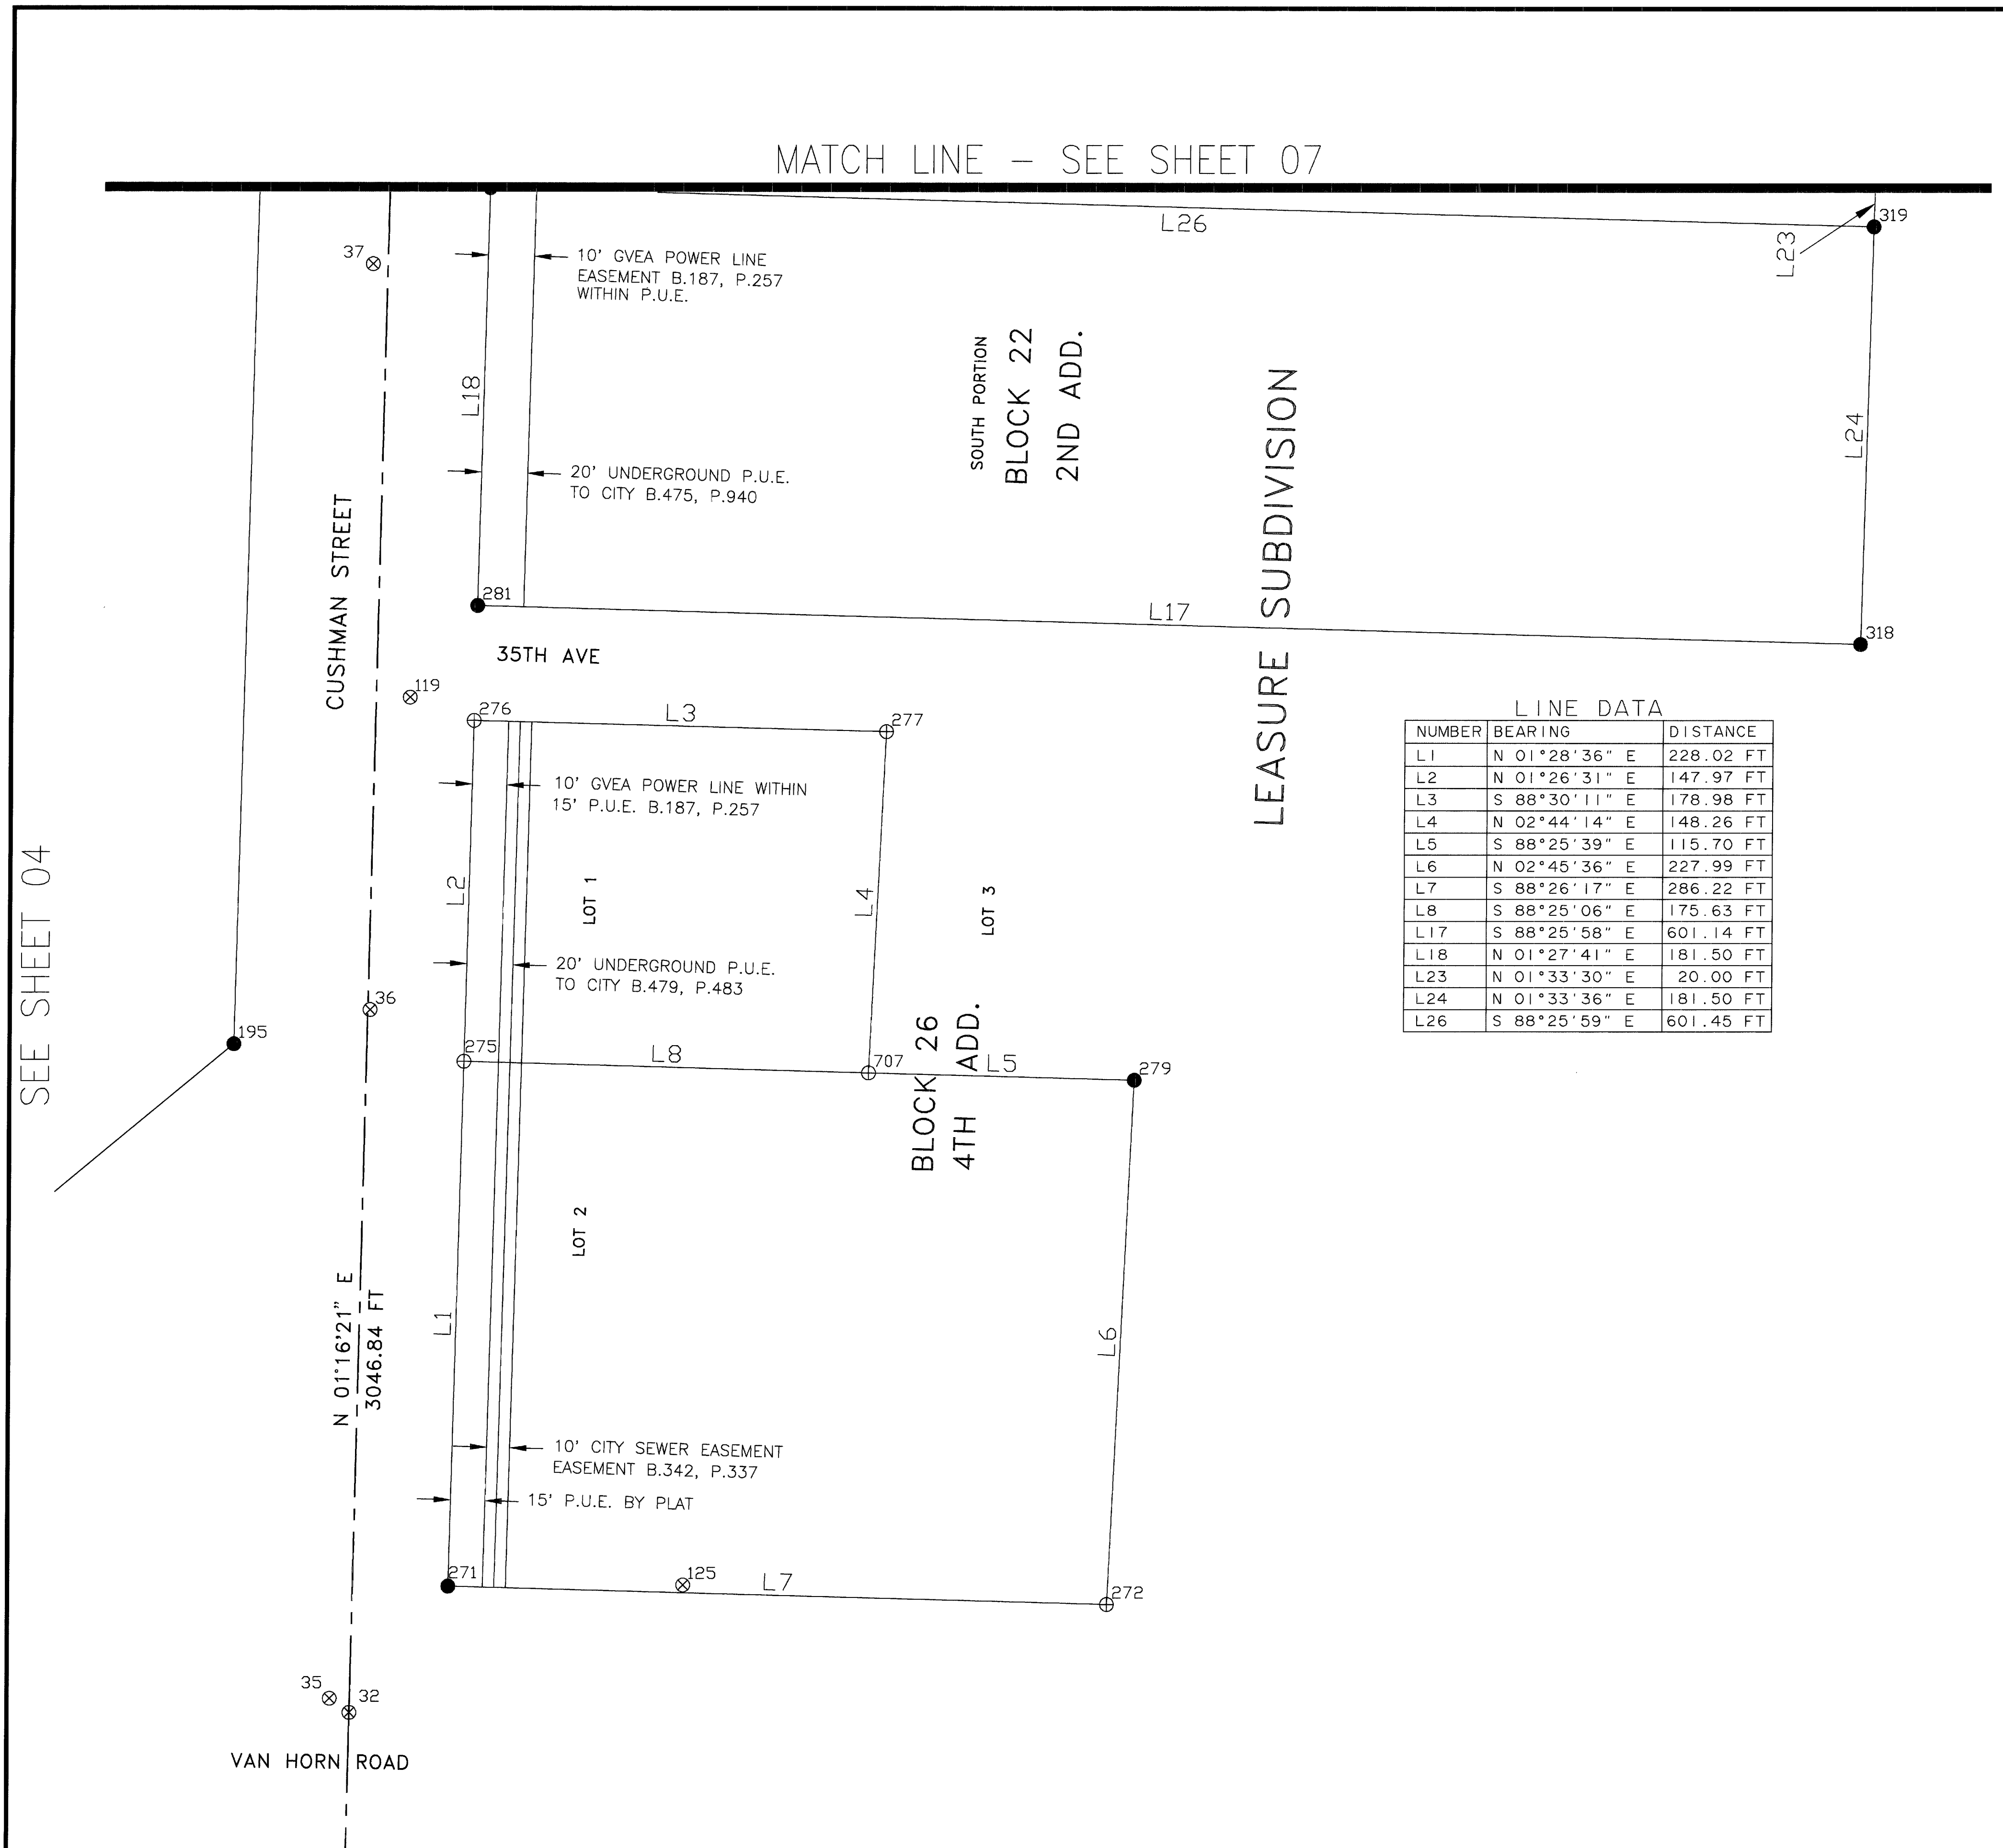 MATCH LINE – SEE SHEET 07
L26
319
L23
37
10' GVEA POWER LINE
EASEMENT B.187, P.257
WITHIN P.U.E.
SOUTH PORTION
BLOCK 22
2ND ADD.
LEASURE SUBDIVISION
L18
L24
20' UNDERGROUND P.U.E.
TO CITY B.475, P.940
CUSHMAN STREET
281
L17
318
35TH AVE
119
276
L3
277
LINE DATA
NUMBER BEARING DISTANCE
L1 N 01°28'36" E 228.02 FT
L2 N 01°26'31" E 147.97 FT
L3 S 88°30'11" E 178.98 FT
L4 N 02°44'14" E 148.26 FT
L5 S 88°25'39" E 115.70 FT
L6 N 02°45'36" E 227.99 FT
L7 S 88°26'17" E 286.22 FT
L8 S 88°25'06" E 175.63 FT
L17 S 88°25'58" E 601.14 FT
L18 N 01°27'41" E 181.50 FT
L23 N 01°33'30" E 20.00 FT
L24 N 01°33'36" E 181.50 FT
L26 S 88°25'59" E 601.45 FT
10' GVEA POWER LINE WITHIN
15' P.U.E. B.187, P.257
SEE SHEET 04
L2
LOT 1
L4
LOT 3
20' UNDERGROUND P.U.E.
TO CITY B.479, P.483
36
195
275
L8
707
L5
279
BLOCK 26
4TH ADD.
LOT 2
N 01°16'21" E
3046.84 FT
L1
L6
10' CITY SEWER EASEMENT
EASEMENT B.342, P.337
15' P.U.E. BY PLAT
271
125
L7
272
35
32
VAN HORN ROAD